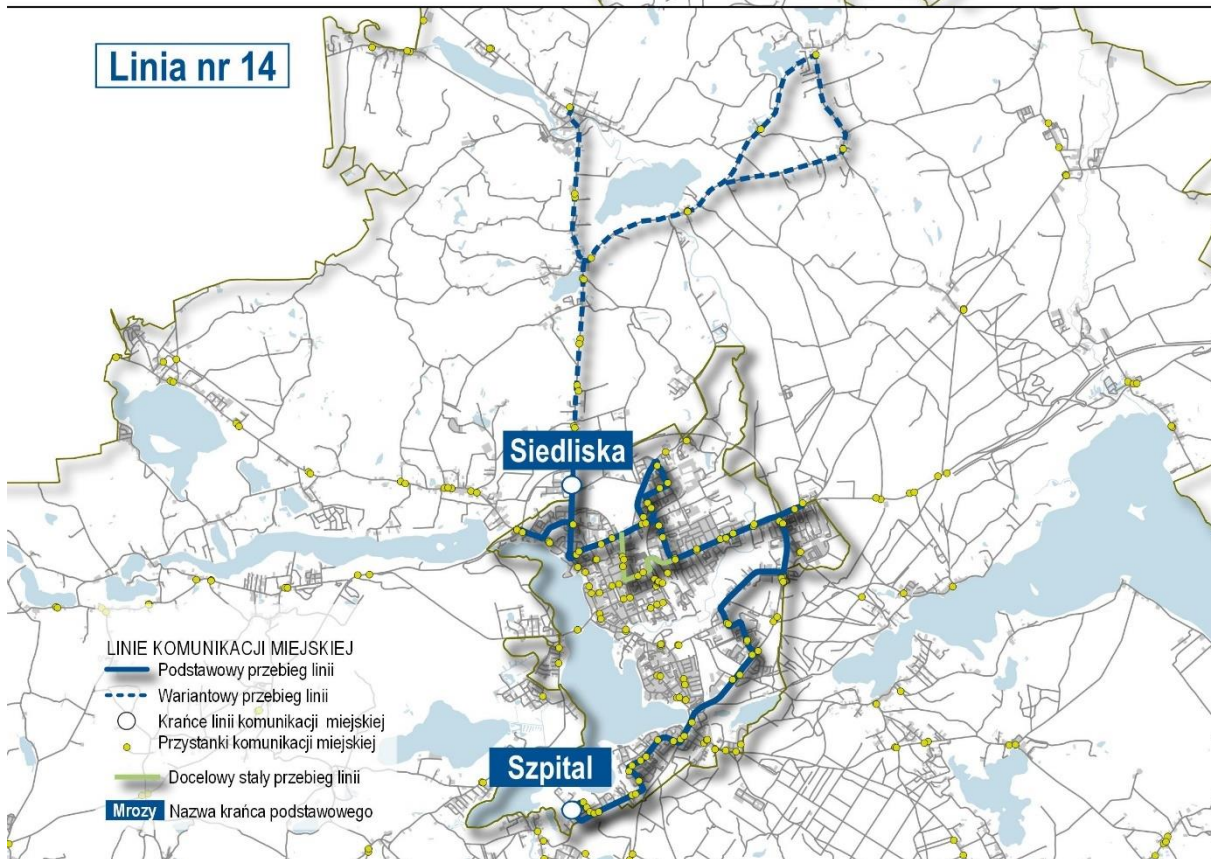 Linia nr 14
Siedliska
Szpital
LINIE KOMUNIKACJI MIEJSKIEJ
Podstawowy przebieg linii
Wariantowy przebieg linii
Krańce linii komunikacji miejskiej
Przystanki komunikacji miejskiej
Docelowy stały przebieg linii
Mrozy Nazwa krańca podstawowego